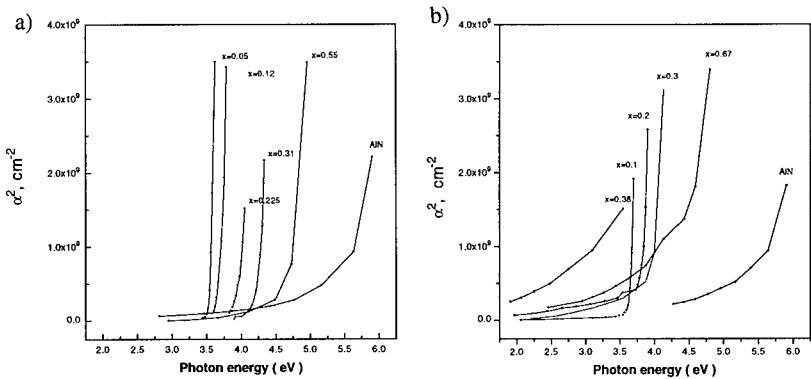 a)
4.0x10⁹
3.0x10⁹
2.0x10⁹
1.0x10⁹
0.0
α², cm⁻²
x=0.05
x=0.12
x=0.55
x=0.31
x=0.225
AlN
2.0 2.5 3.0 3.5 4.0 4.5 5.0 5.5 6.0
Photon energy ( eV )
b)
4.0x10⁹
3.0x10⁹
2.0x10⁹
1.0x10⁹
0.0
α², cm⁻²
x=0.67
x=0.3
x=0.2
x=0.1
x=0.38
AlN
2.0 2.5 3.0 3.5 4.0 4.5 5.0 5.5 6.0
Photon energy ( eV )